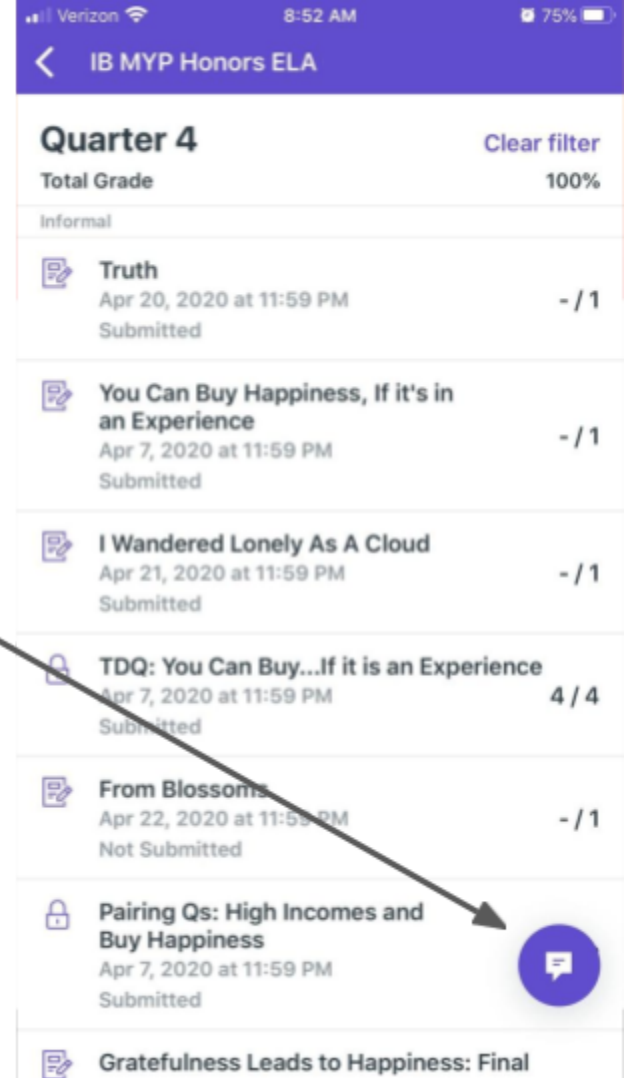 Verizon 8:52 AM 75%
IB MYP Honors ELA
Quarter 4 Clear filter
Total Grade 100%
Informal
Truth
Apr 20, 2020 at 11:59 PM - / 1
Submitted
You Can Buy Happiness, If it's in
an Experience
Apr 7, 2020 at 11:59 PM - / 1
Submitted
I Wandered Lonely As A Cloud
Apr 21, 2020 at 11:59 PM - / 1
Submitted
TDQ: You Can Buy...If it is an Experience
Apr 7, 2020 at 11:59 PM 4 / 4
Submitted
From Blossoms
Apr 22, 2020 at 11:59 PM - / 1
Not Submitted
Pairing Qs: High Incomes and
Buy Happiness
Apr 7, 2020 at 11:59 PM
Submitted
Gratefulness Leads to Happiness: Final